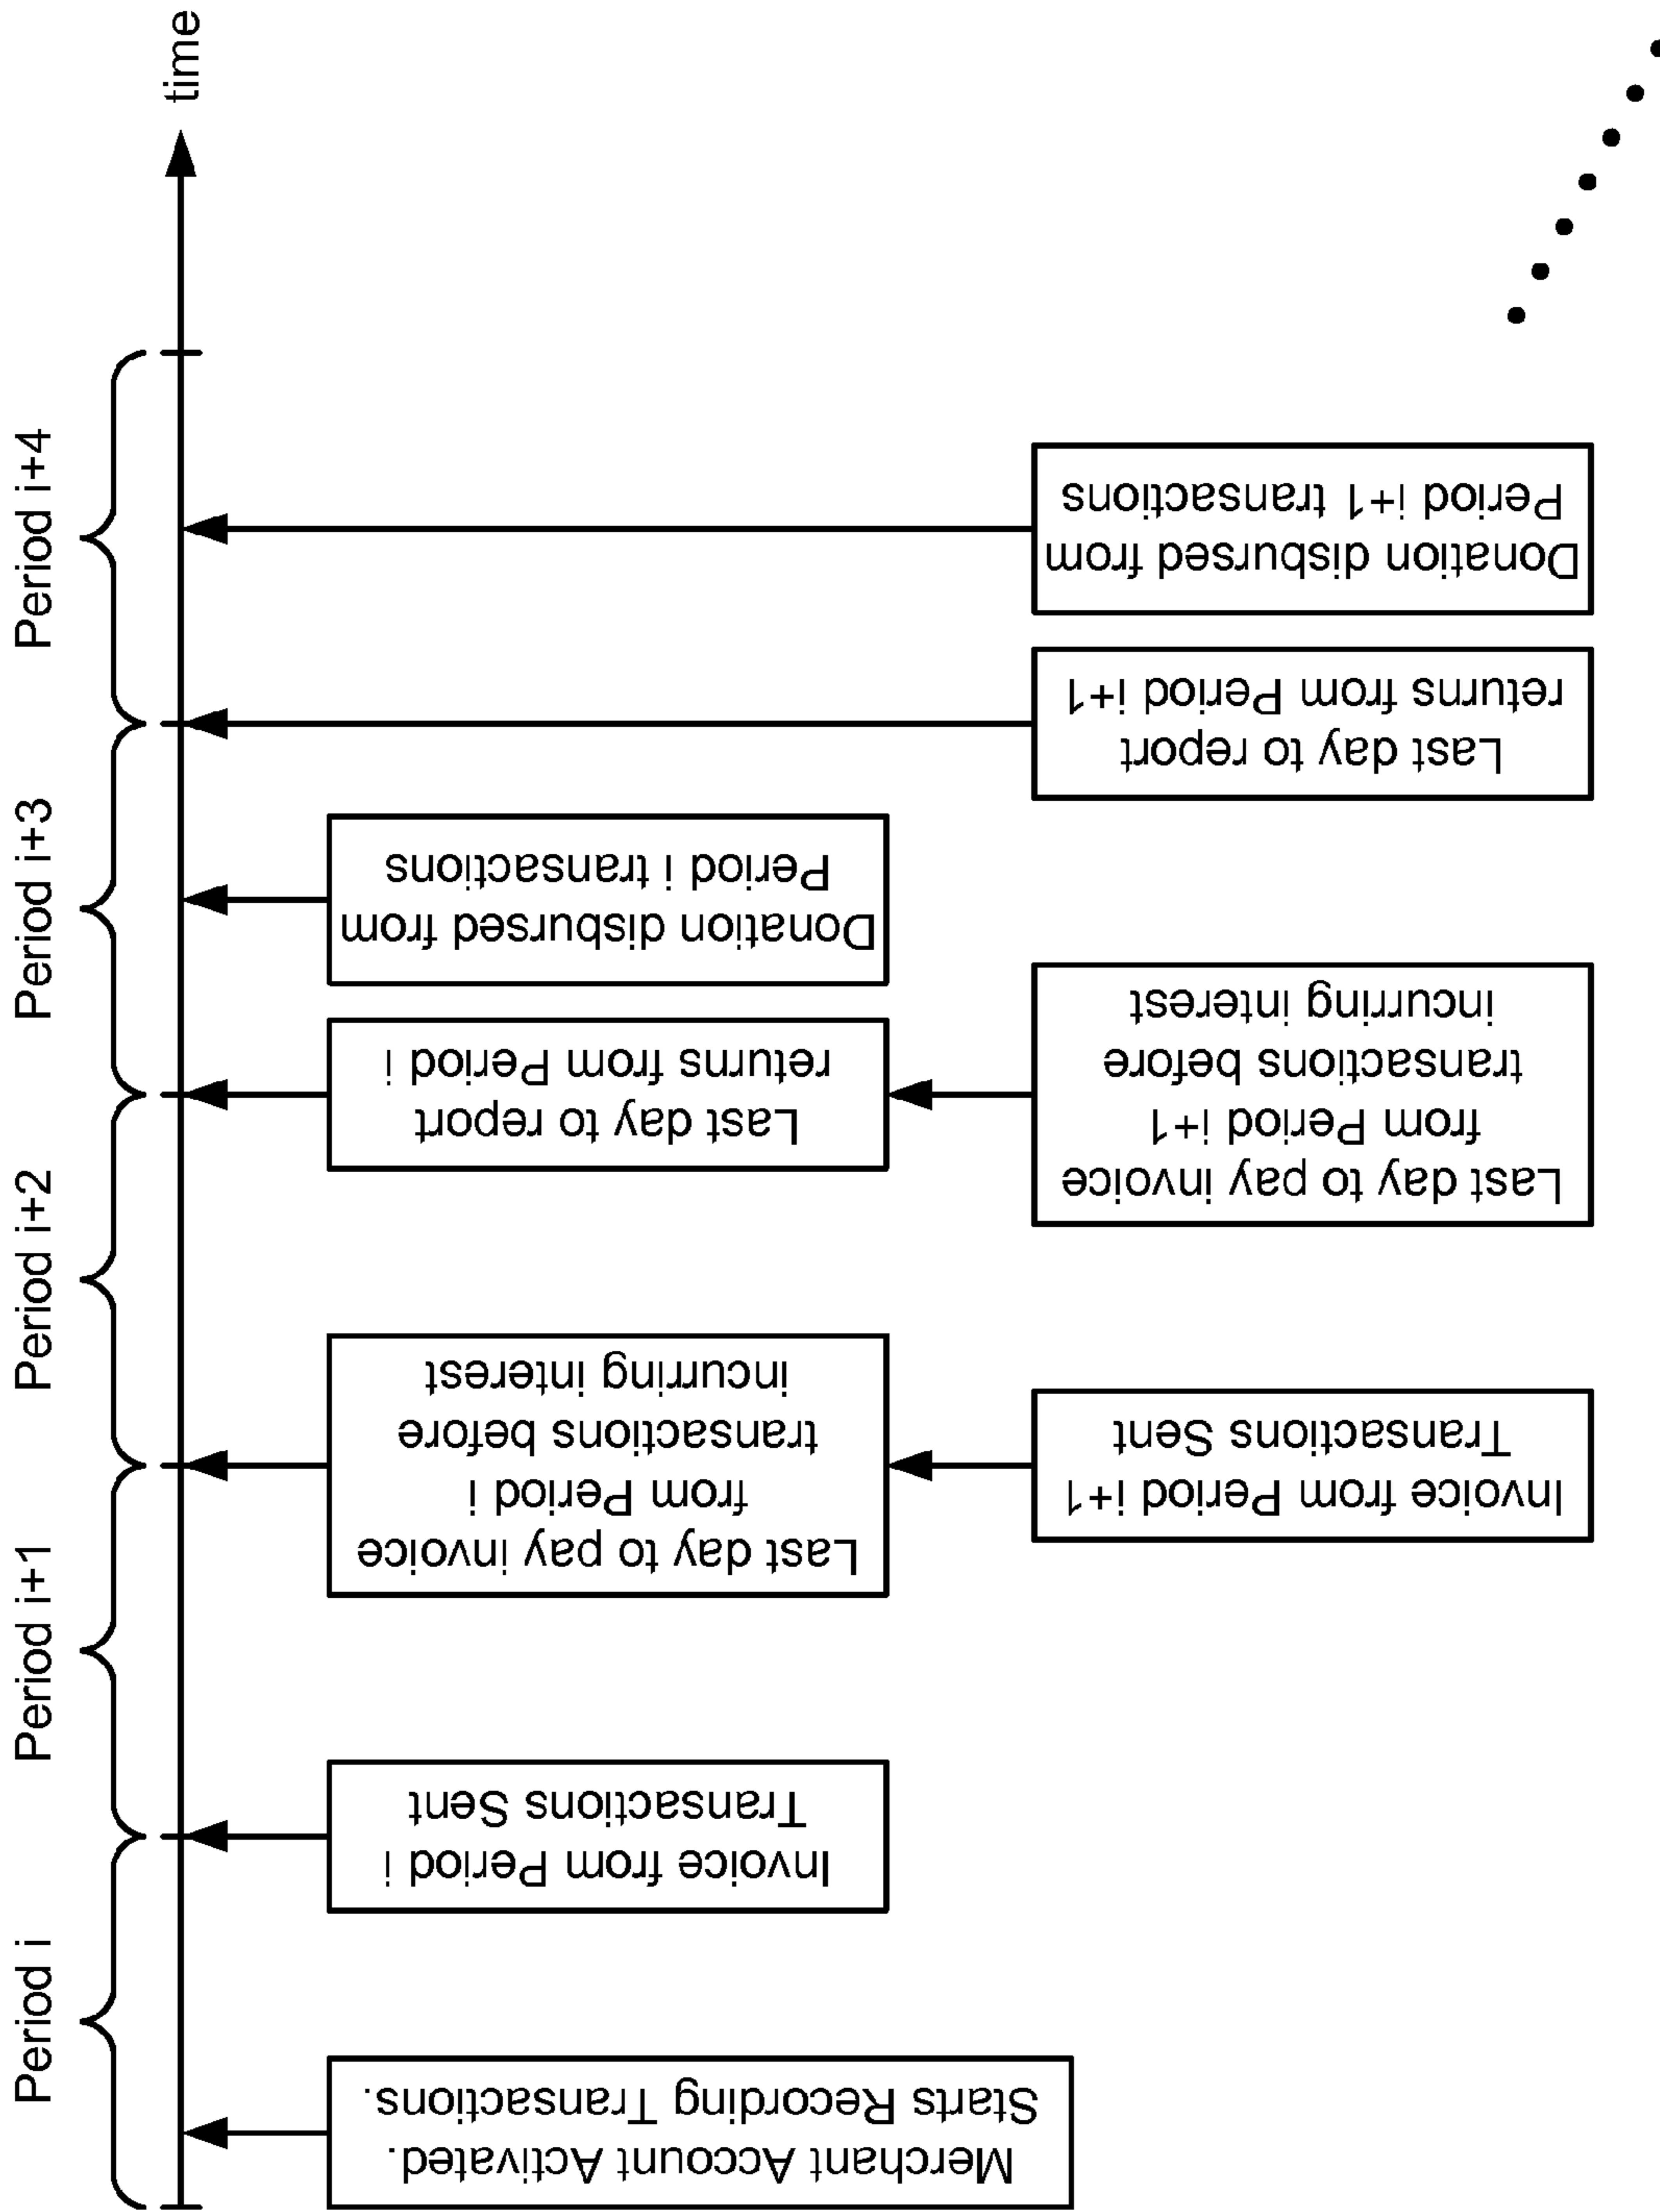 Period i
Period i+1
Period i+2
Period i+3
Period i+4
time
Merchant Account Activated.
Starts Recording Transactions.
Invoice from Period i
Transactions Sent
Last day to pay invoice
from Period i
transactions before
incurring interest
Last day to report
returns from Period i
Donation disbursed from
Period i transactions
Invoice from Period i+1
Transactions Sent
Last day to pay invoice
from Period i+1
transactions before
incurring interest
Last day to report
returns from Period i+1
Donation disbursed from
Period i+1 transactions